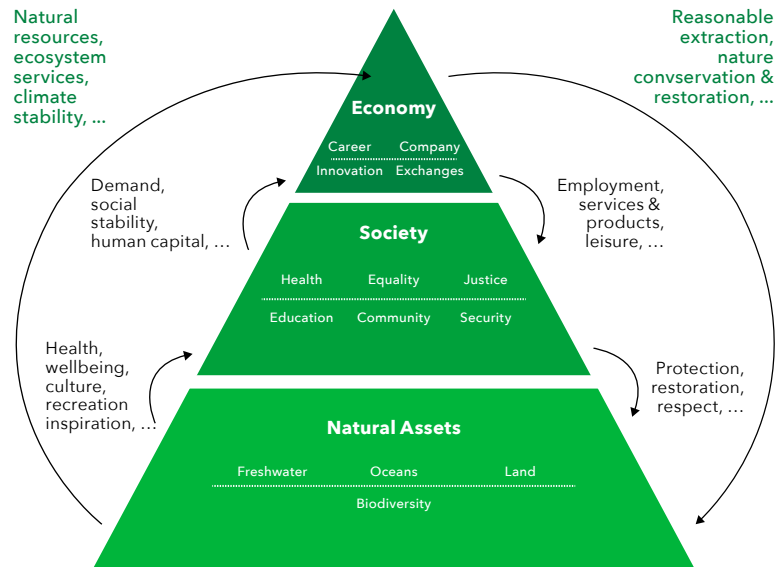 Natural
resources,
ecosystem
services,
climate
stability, ...
Reasonable
extraction,
nature
convservation &
restoration, ...
Economy
Career Company
Innovation Exchanges
Demand,
social
stability,
human capital, …
Employment,
services &
products,
leisure, …
Society
Health Equality Justice
Education Community Security
Health,
wellbeing,
culture,
recreation
inspiration, …
Protection,
restoration,
respect, …
Natural Assets
Freshwater Oceans Land
Biodiversity